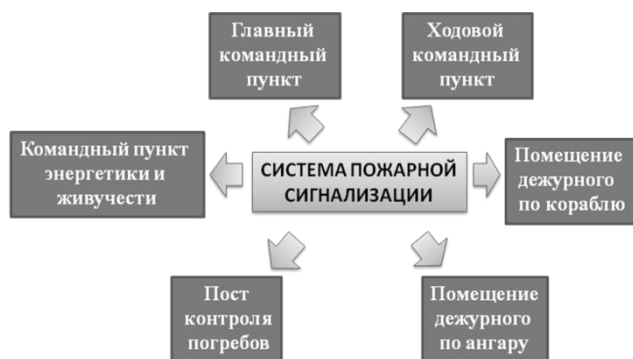 Главный
командный
пункт
Ходовой
командный
пункт
Командный пункт
энергетики и
живучести
СИСТЕМА ПОЖАРНОЙ
СИГНАЛИЗАЦИИ
Помещение
дежурного
по кораблю
Пост
контроля
погребов
Помещение
дежурного
по ангару